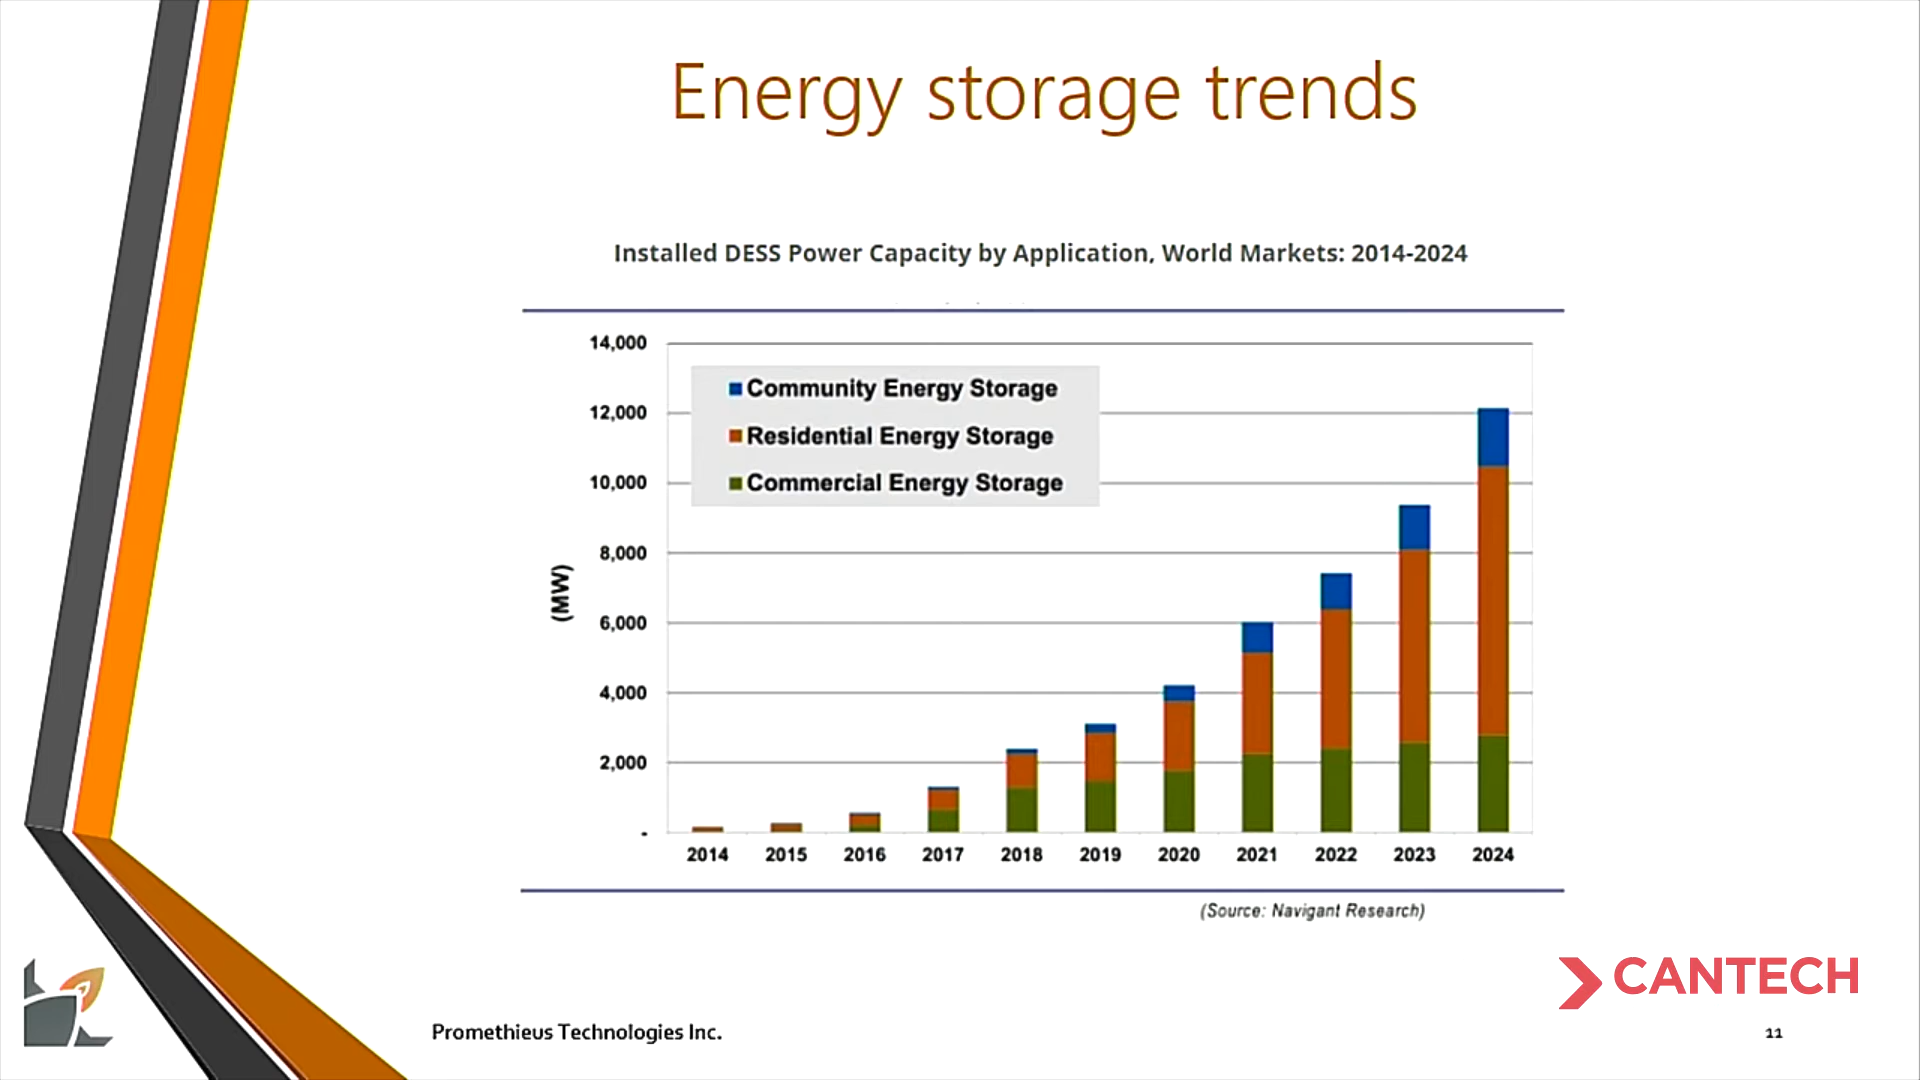 Energy storage trends
Installed DESS Power Capacity by Application, World Markets: 2014-2024
14,000
12,000
10,000
8,000
6,000
4,000
2,000
-
(MW)
Community Energy Storage
Residential Energy Storage
Commercial Energy Storage
2014 2015 2016 2017 2018 2019 2020 2021 2022 2023 2024
(Source: Navigant Research)
CANTECH
Promethieus Technologies Inc.
11